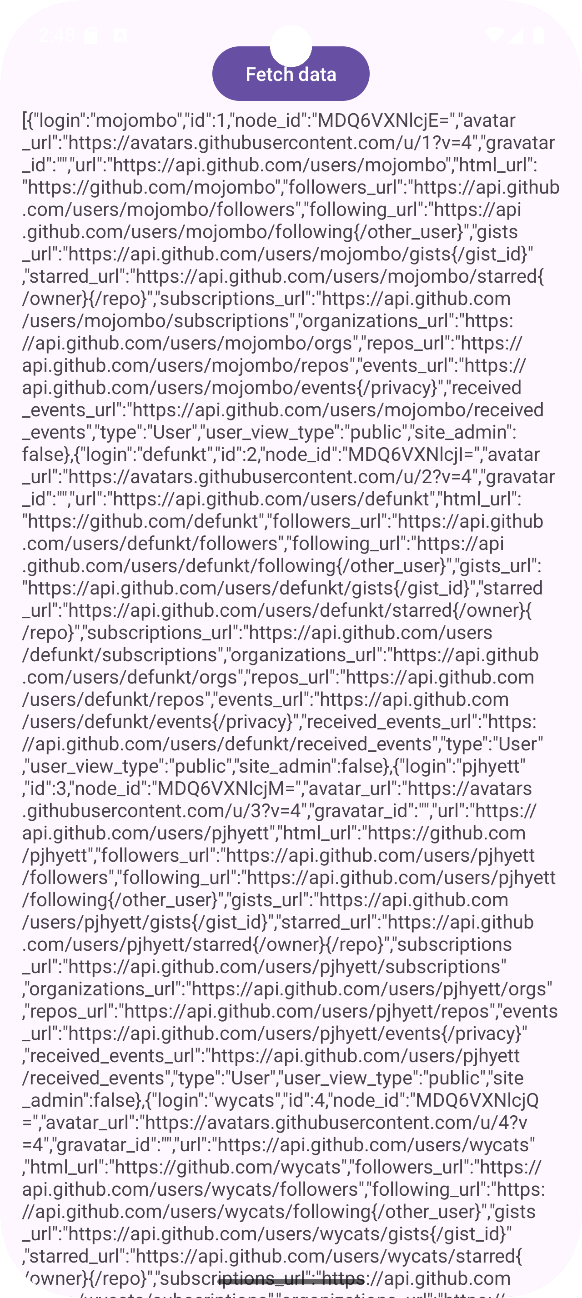 2:48
Fetch data
[{"login":"mojombo","id":1,"node_id":"MDQ6VXNlcjE=","avatar
_url":"https://avatars.githubusercontent.com/u/1?v=4","gravatar
_id":"","url":"https://api.github.com/users/mojombo","html_url":
"https://github.com/mojombo","followers_url":"https://api.github
.com/users/mojombo/followers","following_url":"https://api
.github.com/users/mojombo/following{/other_user}","gists
_url":"https://api.github.com/users/mojombo/gists{/gist_id}"
,"starred_url":"https://api.github.com/users/mojombo/starred{
/owner}{/repo}","subscriptions_url":"https://api.github.com
/users/mojombo/subscriptions","organizations_url":"https:
//api.github.com/users/mojombo/orgs","repos_url":"https://
api.github.com/users/mojombo/repos","events_url":"https://
api.github.com/users/mojombo/events{/privacy}","received
_events_url":"https://api.github.com/users/mojombo/received
_events","type":"User","user_view_type":"public","site_admin":
false},{"login":"defunkt","id":2,"node_id":"MDQ6VXNlcjI=","avatar
_url":"https://avatars.githubusercontent.com/u/2?v=4","gravatar
_id":"","url":"https://api.github.com/users/defunkt","html_url":
"https://github.com/defunkt","followers_url":"https://api.github
.com/users/defunkt/followers","following_url":"https://api
.github.com/users/defunkt/following{/other_user}","gists_url":
"https://api.github.com/users/defunkt/gists{/gist_id}","starred
_url":"https://api.github.com/users/defunkt/starred{/owner}{
/repo}","subscriptions_url":"https://api.github.com/users
/defunkt/subscriptions","organizations_url":"https://api.github
.com/users/defunkt/orgs","repos_url":"https://api.github.com
/users/defunkt/repos","events_url":"https://api.github.com
/users/defunkt/events{/privacy}","received_events_url":"https:
//api.github.com/users/defunkt/received_events","type":"User"
,"user_view_type":"public","site_admin":false},{"login":"pjhyett"
,"id":3,"node_id":"MDQ6VXNlcjM=","avatar_url":"https://avatars
.githubusercontent.com/u/3?v=4","gravatar_id":"","url":"https://
api.github.com/users/pjhyett","html_url":"https://github.com
/pjhyett","followers_url":"https://api.github.com/users/pjhyett
/followers","following_url":"https://api.github.com/users/pjhyett
/following{/other_user}","gists_url":"https://api.github.com
/users/pjhyett/gists{/gist_id}","starred_url":"https://api.github
.com/users/pjhyett/starred{/owner}{/repo}","subscriptions
_url":"https://api.github.com/users/pjhyett/subscriptions"
,"organizations_url":"https://api.github.com/users/pjhyett/orgs"
,"repos_url":"https://api.github.com/users/pjhyett/repos","events
_url":"https://api.github.com/users/pjhyett/events{/privacy}"
,"received_events_url":"https://api.github.com/users/pjhyett
/received_events","type":"User","user_view_type":"public","site
_admin":false},{"login":"wycats","id":4,"node_id":"MDQ6VXNlcjQ
=","avatar_url":"https://avatars.githubusercontent.com/u/4?v
=4","gravatar_id":"","url":"https://api.github.com/users/wycats"
,"html_url":"https://github.com/wycats","followers_url":"https://
api.github.com/users/wycats/followers","following_url":"https:
//api.github.com/users/wycats/following{/other_user}","gists
_url":"https://api.github.com/users/wycats/gists{/gist_id}"
,"starred_url":"https://api.github.com/users/wycats/starred{
/owner}{/repo}","subscriptions_url":"https://api.github.com